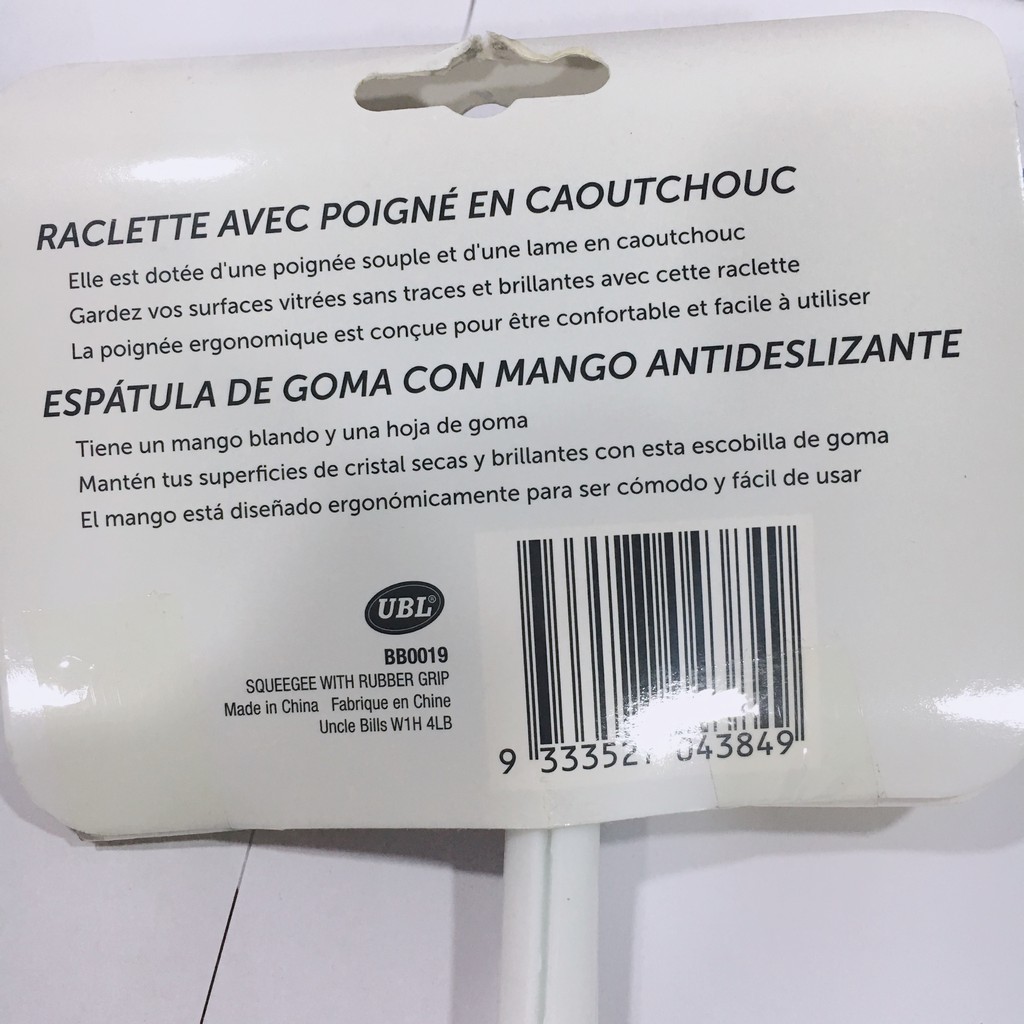 RACLETTE AVEC POIGNÉ EN CAOUTCHOUC
Elle est dotée d'une poignée souple et d'une lame en caoutchouc
Gardez vos surfaces vitrées sans traces et brillantes avec cette raclette
La poignée ergonomique est conçue pour être confortable et facile à utiliser
ESPÁTULA DE GOMA CON MANGO ANTIDESLIZANTE
Tiene un mango blando y una hoja de goma
Mantén tus superficies de cristal secas y brillantes con esta escobilla de goma
El mango está diseñado ergonómicamente para ser cómodo y fácil de usar
UBL®
BB0019
SQUEEGEE WITH RUBBER GRIP
Made in China Fabrique en Chine
Uncle Bills W1H 4LB
9 333527 043849